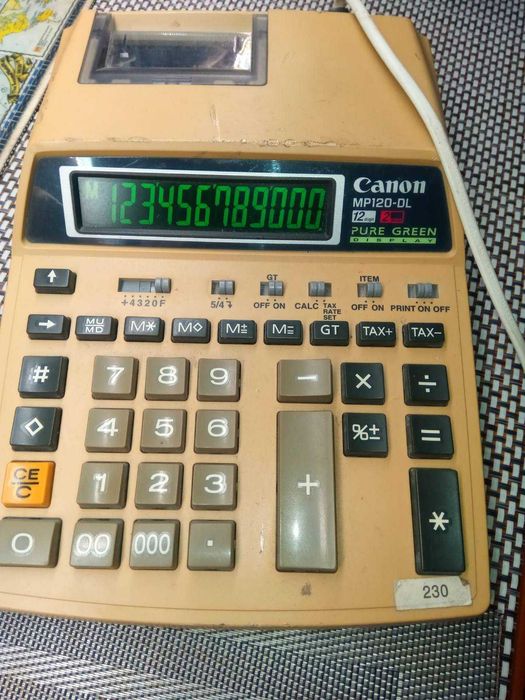 Canon
MP120-DL
12 digit 2
PURE GREEN
DISPLAY
M 123456789000
↑
GT
ITEM
+4320F
5/4
OFF ON
CALC TAX RATE SET
OFF ON
PRINT ON OFF
→ MU/MD M* M◇ M± M= GT TAX+ TAX−
# 7 8 9 − × ÷
◇ 4 5 6 %± =
CE/C 1 2 3 + *
0 00 000 .
230